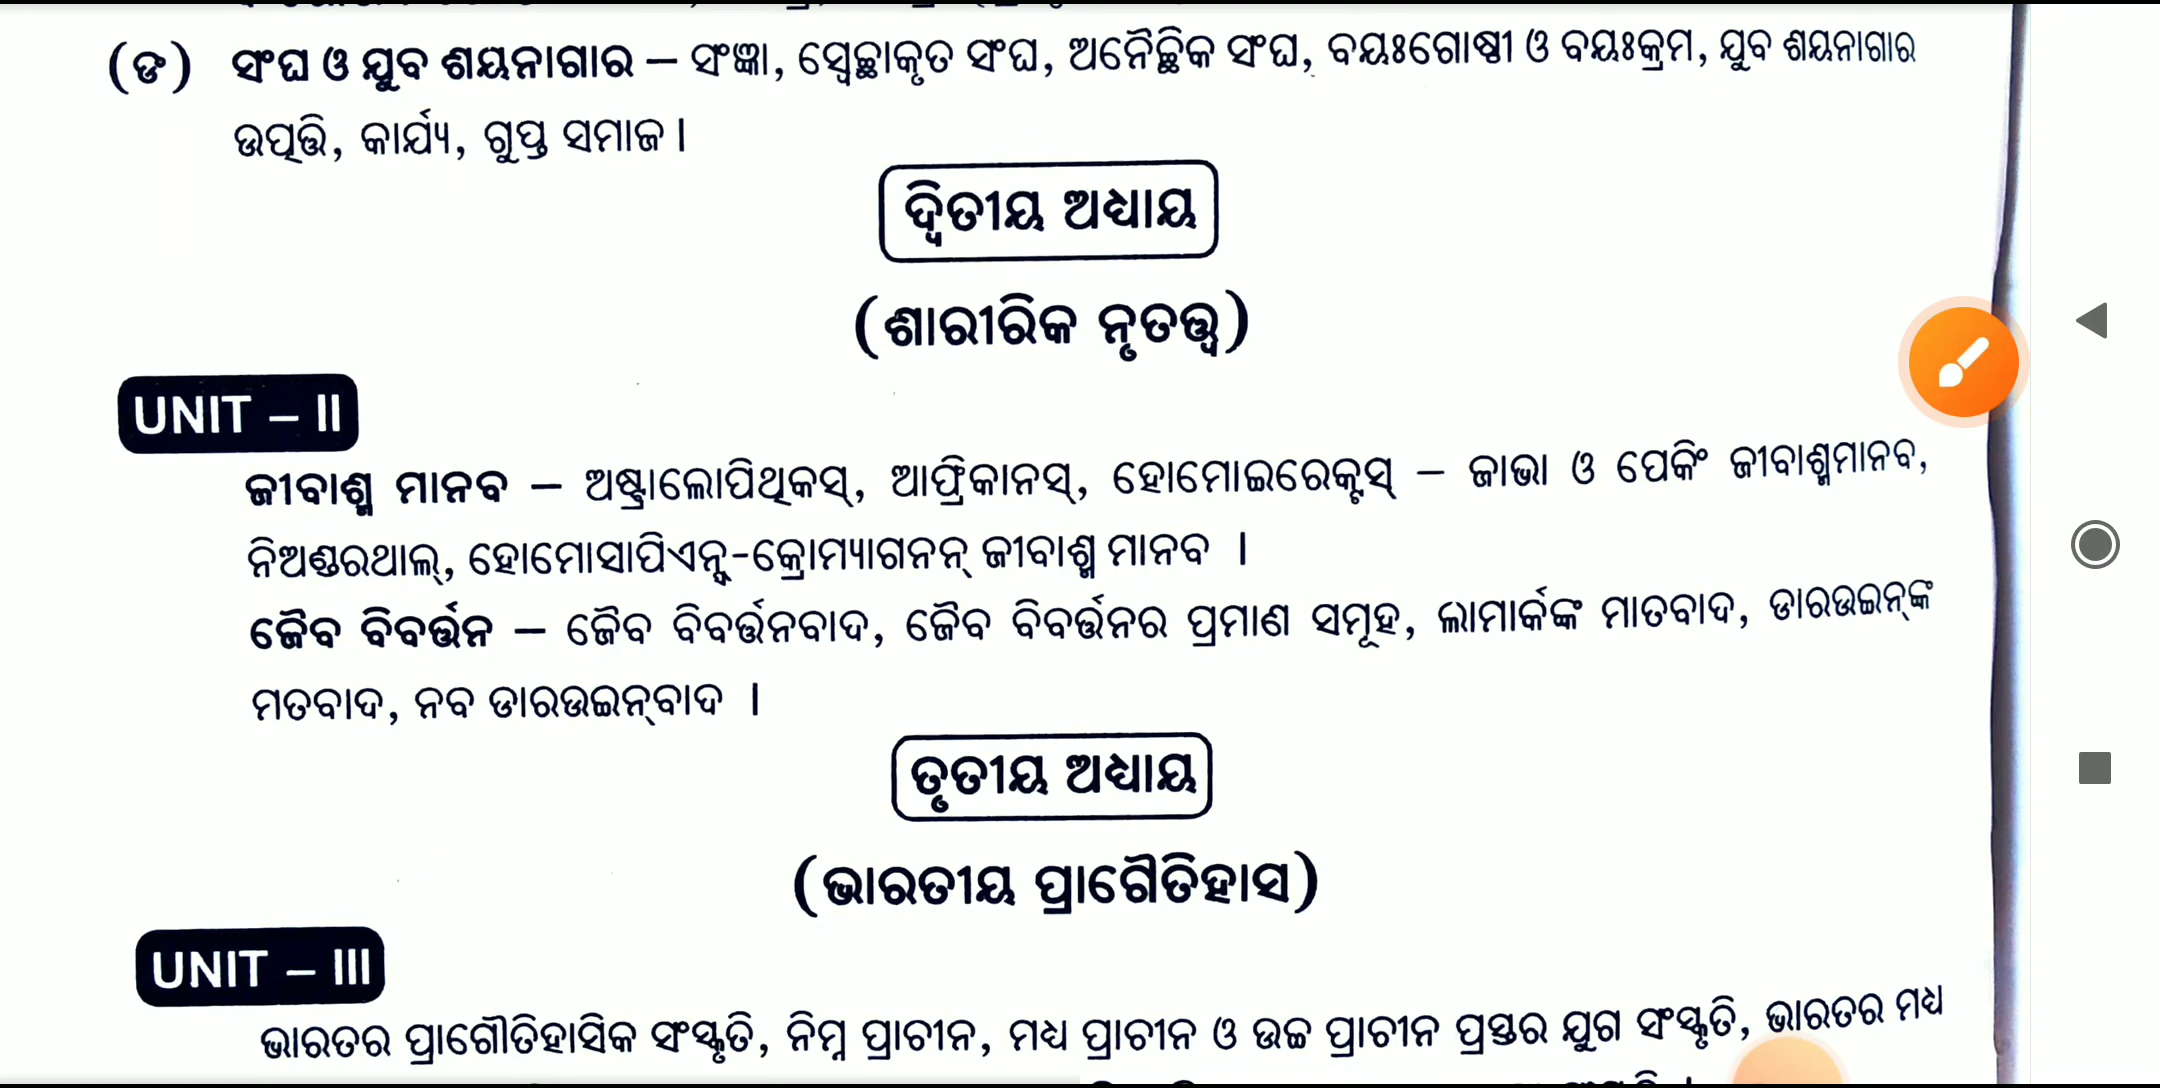 (ଙ) ସଂଘ ଓ ଯୁବ ଶୟନାଗାର – ସଂଜ୍ଞା, ସ୍ୱେଚ୍ଛାକୃତ ସଂଘ, ଅନୈଚ୍ଛିକ ସଂଘ, ବୟଃଗୋଷ୍ଠୀ ଓ ବୟଃକ୍ରମ, ଯୁବ ଶୟନାଗାର
ଉତ୍ପତ୍ତି, କାର୍ଯ୍ୟ, ଗୁପ୍ତ ସମାଜ ।
ଦ୍ୱିତୀୟ ଅଧ୍ୟାୟ
(ଶାରୀରିକ ନୃତତ୍ତ୍ୱ)
UNIT – II
ଜୀବାଶ୍ମ ମାନବ – ଅଷ୍ଟ୍ରାଲୋପିଥିକସ୍, ଆଫ୍ରିକାନସ୍, ହୋମୋଇରେକ୍ଟସ୍ – ଜାଭା ଓ ପେକିଂ ଜୀବାଶ୍ମମାନବ,
ନିଅଣ୍ଡରଥାଲ୍, ହୋମୋସାପିଏନ୍ସ-କ୍ରୋମ୍ୟାଗନନ୍ ଜୀବାଶ୍ମ ମାନବ ।
ଜୈବ ବିବର୍ତ୍ତନ – ଜୈବ ବିବର୍ତ୍ତନବାଦ, ଜୈବ ବିବର୍ତ୍ତନର ପ୍ରମାଣ ସମୂହ, ଲାମାର୍କଙ୍କ ମାତବାଦ, ଡାରଉଇନ୍‌ଙ୍କ
ମତବାଦ, ନବ ଡାରଉଇନ୍‌ବାଦ ।
ତୃତୀୟ ଅଧ୍ୟାୟ
(ଭାରତୀୟ ପ୍ରାଗୈତିହାସ)
UNIT – III
ଭାରତର ପ୍ରାଗୌତିହାସିକ ସଂସ୍କୃତି, ନିମ୍ନ ପ୍ରାଚୀନ, ମଧ୍ୟ ପ୍ରାଚୀନ ଓ ଉଚ୍ଚ ପ୍ରାଚୀନ ପ୍ରସ୍ତର ଯୁଗ ସଂସ୍କୃତି, ଭାରତର ମଧ୍ୟ